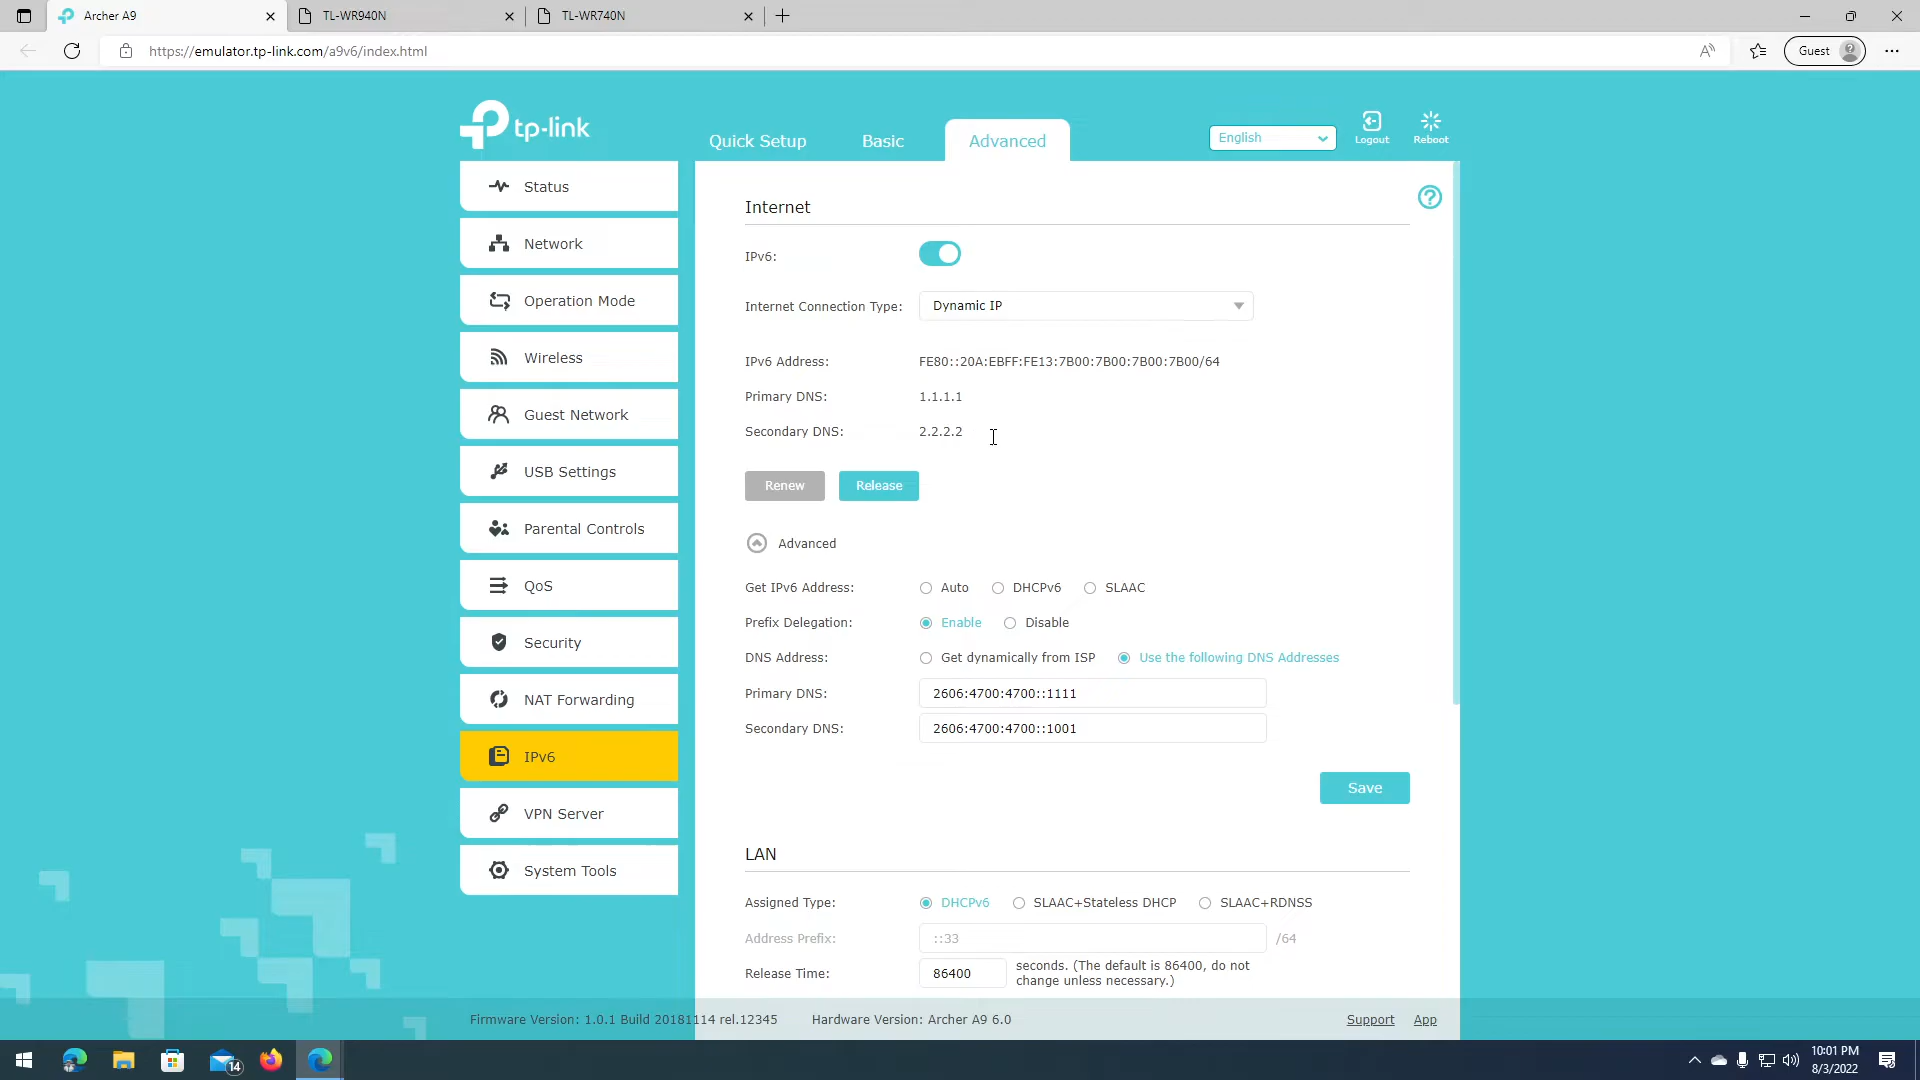 Archer A9
TL-WR940N
TL-WR740N
https://emulator.tp-link.com/a9v6/index.html
Guest
tp-link
Quick Setup
Basic
Advanced
English
Logout
Reboot
Status
Network
Operation Mode
Wireless
Guest Network
USB Settings
Parental Controls
QoS
Security
NAT Forwarding
IPv6
VPN Server
System Tools
Internet
IPv6:
Internet Connection Type: Dynamic IP
IPv6 Address: FE80::20A:EBFF:FE13:7B00:7B00:7B00:7B00/64
Primary DNS: 1.1.1.1
Secondary DNS: 2.2.2.2
Renew Release
Advanced
Get IPv6 Address: Auto DHCPv6 SLAAC
Prefix Delegation: Enable Disable
DNS Address: Get dynamically from ISP Use the following DNS Addresses
Primary DNS: 2606:4700:4700::1111
Secondary DNS: 2606:4700:4700::1001
Save
LAN
Assigned Type: DHCPv6 SLAAC+Stateless DHCP SLAAC+RDNSS
Address Prefix: ::33 /64
Release Time: 86400 seconds. (The default is 86400, do not
change unless necessary.)
Firmware Version: 1.0.1 Build 20181114 rel.12345 Hardware Version: Archer A9 6.0
Support App
14
10:01 PM
8/3/2022